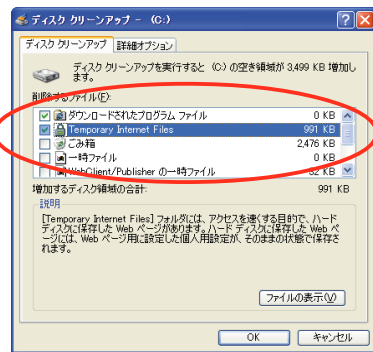 ディスク クリーンアップ - (C:)
ディスク クリーンアップ 詳細オプション
ディスク クリーンアップを実行すると (C:) の空き領域が 3,499 KB 増加し
ます。
削除するファイル(F):
ダウンロードされたプログラム ファイル 0 KB
Temporary Internet Files 991 KB
ごみ箱 2,476 KB
一時ファイル 0 KB
WebClient/Publisher の一時ファイル 32 KB
増加するディスク領域の合計: 991 KB
説明
[Temporary Internet Files] フォルダには、アクセスを速くする目的で、ハード
ディスクに保存した Web ページがあります。ハード ディスクに保存した Web ペ
ージには、Web ページ用に設定した個人用設定が、そのままの状態で保存さ
れます。
ファイルの表示(V)
OK キャンセル